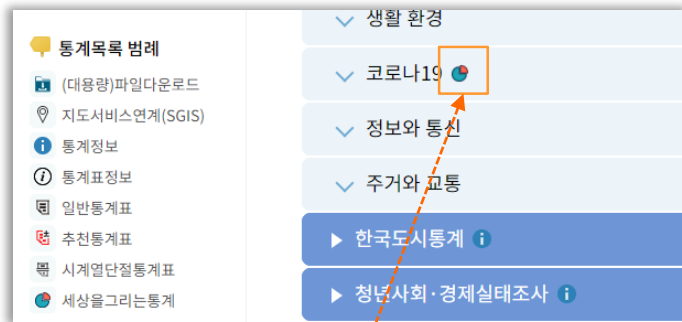 통계목록 범례
(대용량)파일다운로드
지도서비스연계(SGIS)
통계정보
통계표정보
일반통계표
추천통계표
시계열단절통계표
세상을그리는통계
생활 환경
코로나19
정보와 통신
주거와 교통
한국도시통계
청년사회·경제실태조사